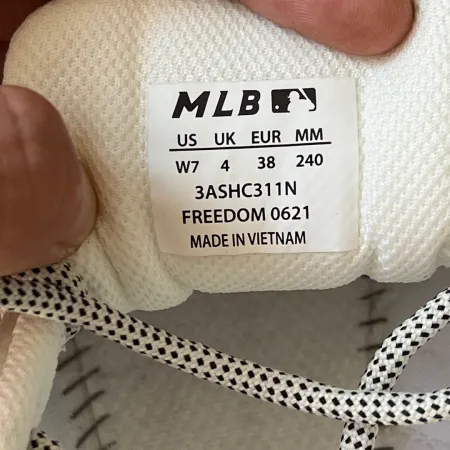 MLB
US UK EUR MM
W7 4 38 240
3ASHC311N
FREEDOM 0621
MADE IN VIETNAM